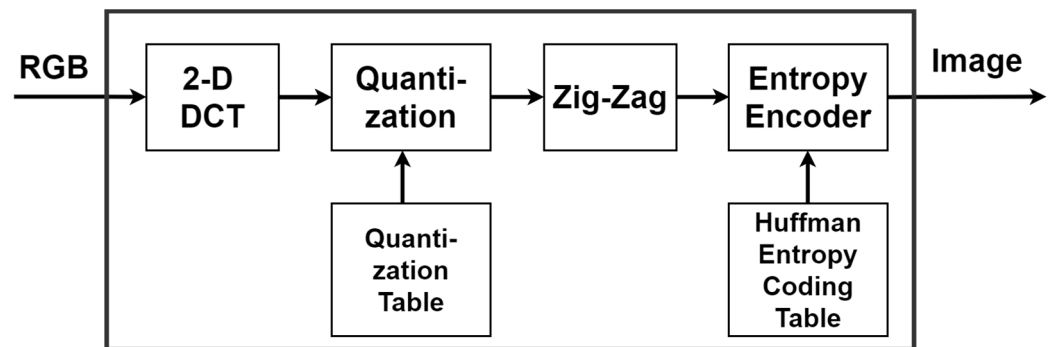 RGB
2-D
DCT
Quanti-
zation
Zig-Zag
Entropy
Encoder
Image
Quanti-
zation
Table
Huffman
Entropy
Coding
Table